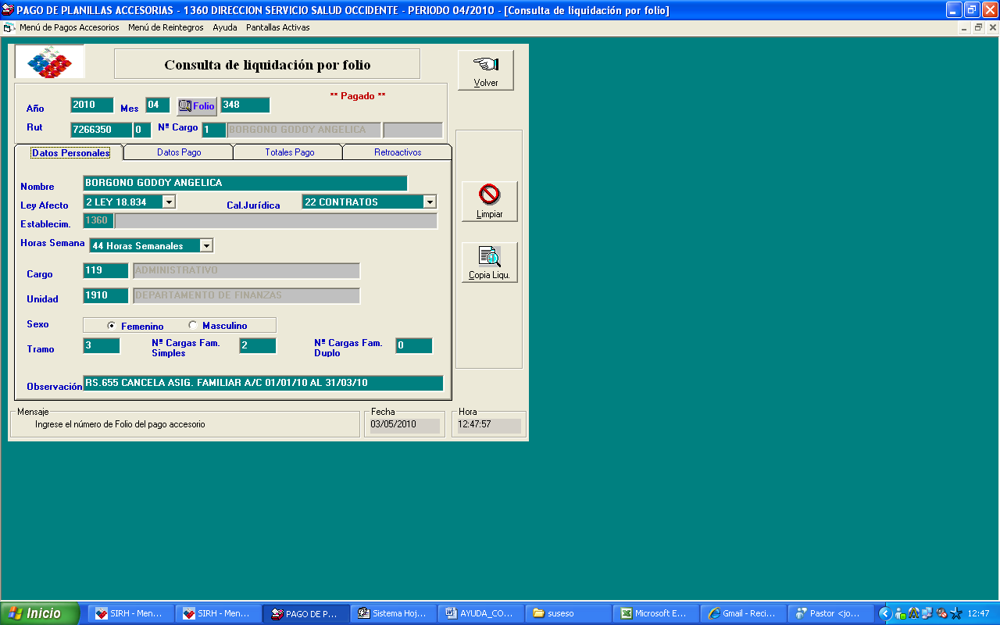 PAGO DE PLANILLAS ACCESORIAS - 1360 DIRECCION SERVICIO SALUD OCCIDENTE - PERIODO 04/2010 - [Consulta de liquidación por folio]
Menú de Pagos Accesorios Menú de Reintegros Ayuda Pantallas Activas
Consulta de liquidación por folio
Volver
** Pagado **
Año 2010 Mes 04 Folio 348
Rut 7266350 0 Nº Cargo 1 BORGONO GODOY ANGELICA
Datos Personales Datos Pago Totales Pago Retroactivos
Nombre BORGONO GODOY ANGELICA
Ley Afecto 2 LEY 18.834 Cal.Jurídica 22 CONTRATOS
Limpiar
Establecim. 1360
Horas Semana 44 Horas Semanales
Cargo 119 ADMINISTRATIVO
Copia Liqu.
Unidad 1910 DEPARTAMENTO DE FINANZAS
Sexo Femenino Masculino
Tramo 3 Nº Cargas Fam. Simples 2 Nº Cargas Fam. Duplo 0
Observación RS.655 CANCELA ASIG. FAMILIAR A/C 01/01/10 AL 31/03/10
Mensaje Fecha Hora
Ingrese el número de Folio del pago accesorio 03/05/2010 12:47:57
Inicio SIRH - Men... SIRH - Men... PAGO DE P... Sistema Hoj... AYUDA_CO... suseso Microsoft E... Gmail - Reci... Pastor <jo... 12:47